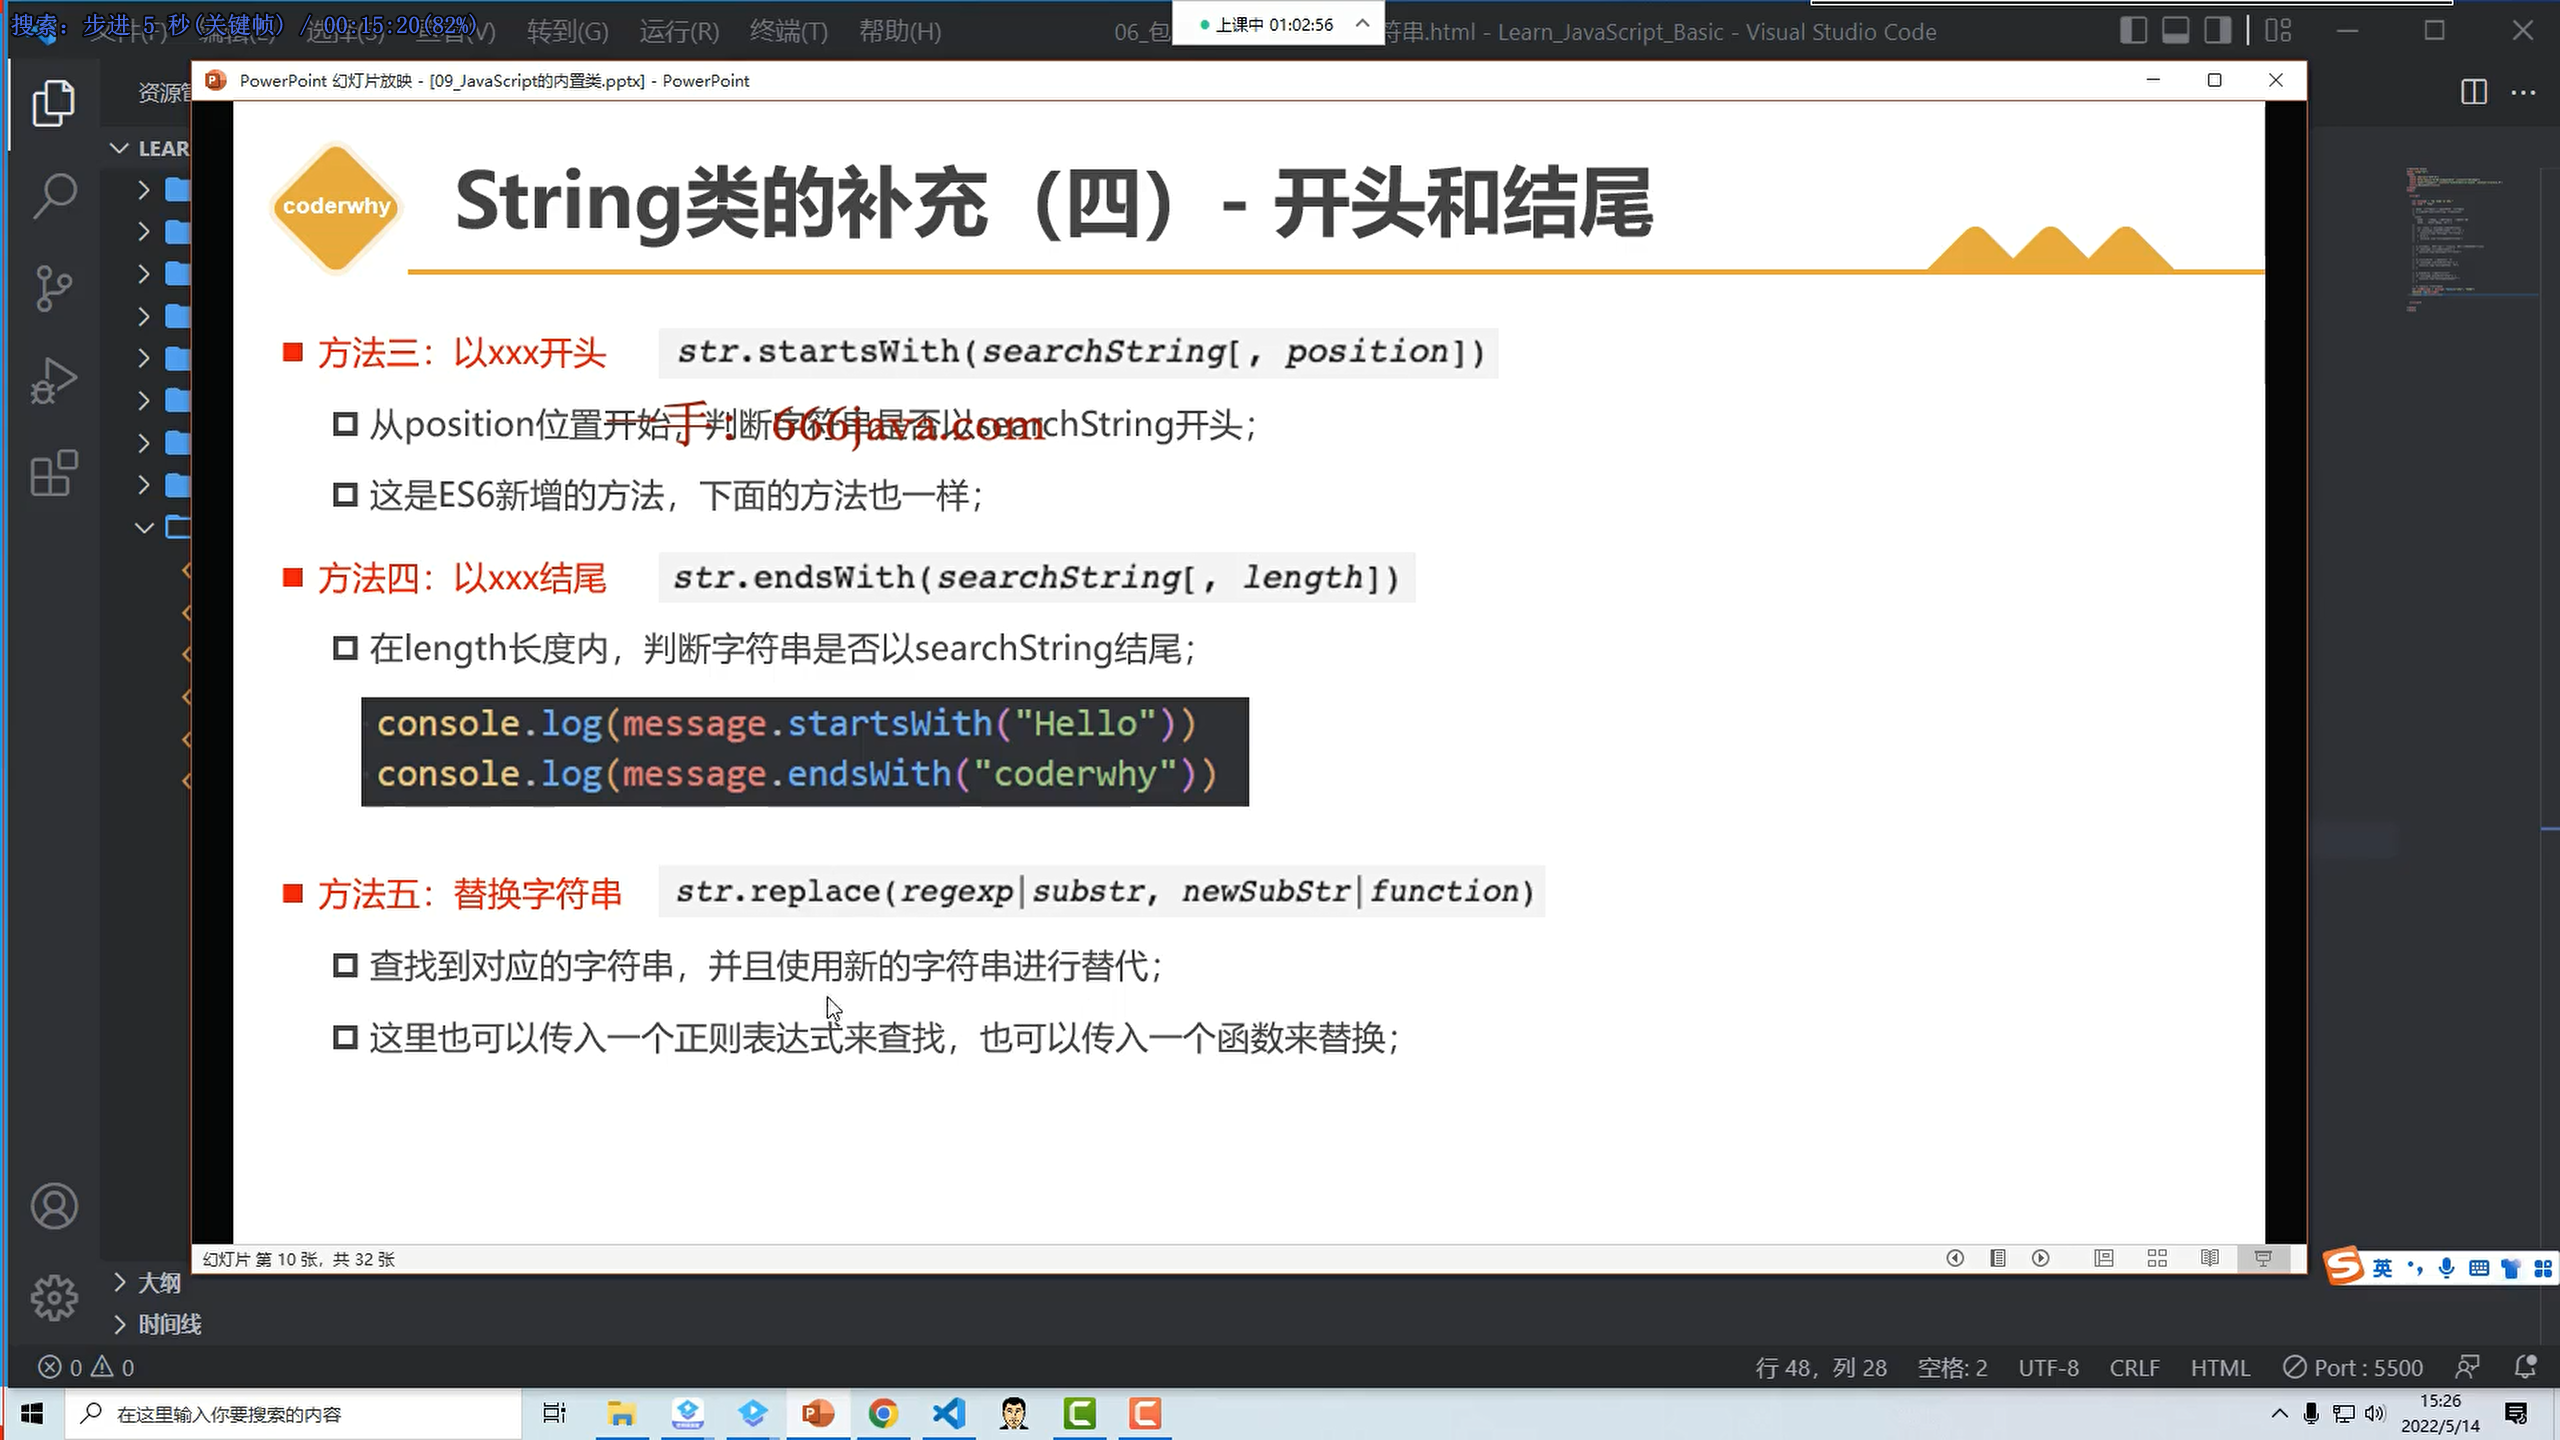 搜索: 步进 5 秒(关键帧) / 00:15:20(82%)
转到(G) 运行(R) 终端(T) 帮助(H)
上课中 01:02:56
06_包
符串.html - Learn_JavaScript_Basic - Visual Studio Code
资源管
PowerPoint 幻灯片放映 - [09_JavaScript的内置类.pptx] - PowerPoint
LEAR
coderwhy
String类的补充（四）- 开头和结尾
方法三：以xxx开头 str.startsWith(searchString[, position])
从position位置开始，判断字符串是否以searchString开头；
一手：666java.com
这是ES6新增的方法，下面的方法也一样；
方法四：以xxx结尾 str.endsWith(searchString[, length])
在length长度内，判断字符串是否以searchString结尾；
console.log(message.startsWith("Hello"))
console.log(message.endsWith("coderwhy"))
方法五：替换字符串 str.replace(regexp|substr, newSubStr|function)
查找到对应的字符串，并且使用新的字符串进行替代；
这里也可以传入一个正则表达式来查找，也可以传入一个函数来替换；
幻灯片 第 10 张，共 32 张
英
大纲
时间线
0 0
行 48，列 28 空格: 2 UTF-8 CRLF HTML Port : 5500
在这里输入你要搜索的内容
15:26
2022/5/14